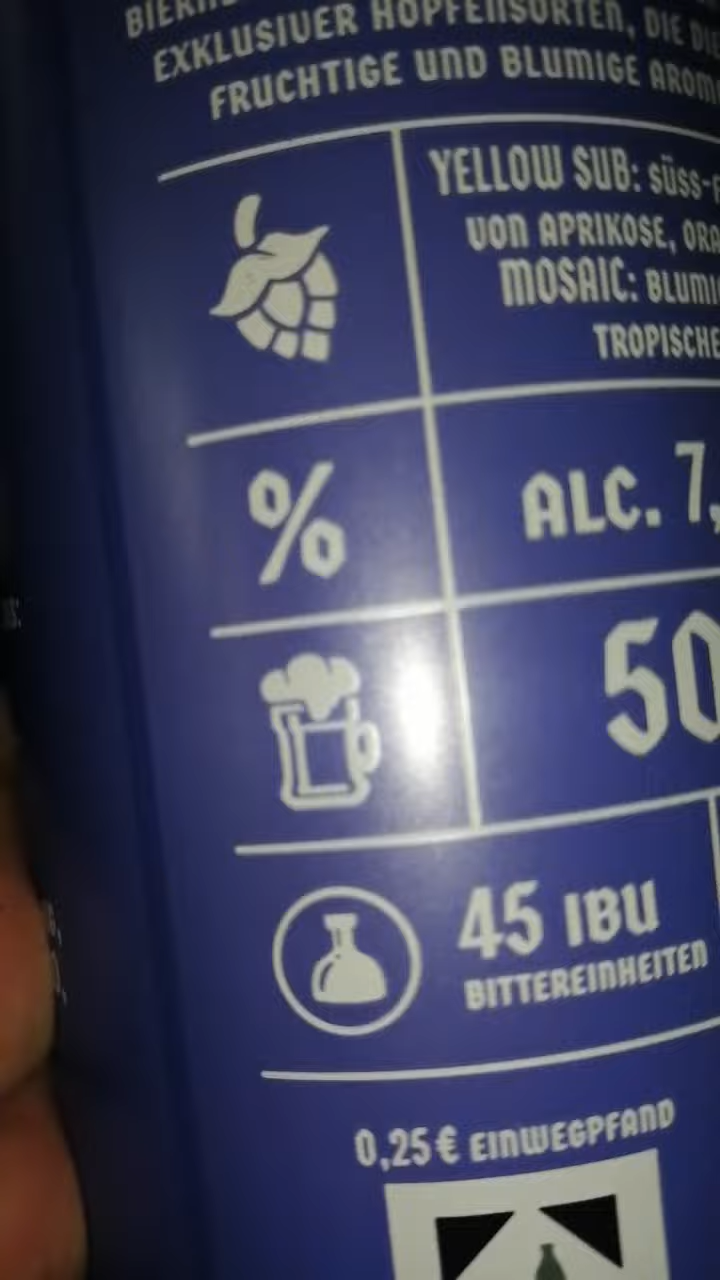 EXKLUSIVER HOPFENSORTEN, DIE
FRUCHTIGE UND BLUMIGE
YELLOW SUB: SÜSS-
VON APRIKOSE,
MOSAIC:
%
ALC. 7,
50
45 IBU
BITTEREINHEITEN
0,25€ EINWEGPFAND